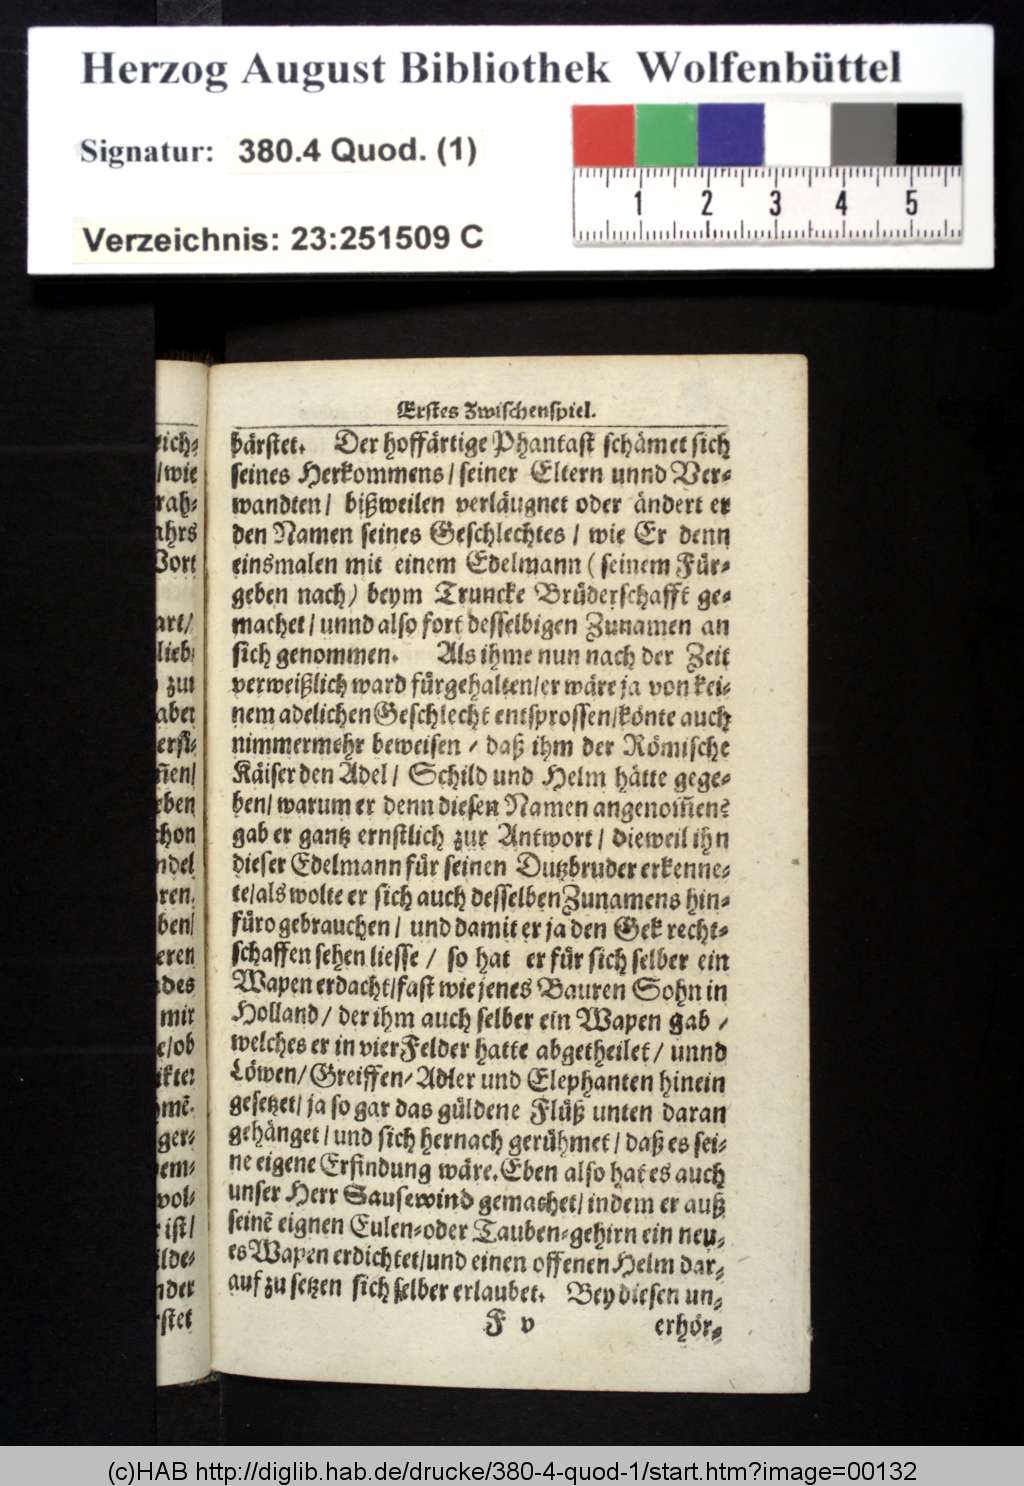 Herzog August Bibliothek Wolfenbüttel
Signatur: 380.4 Quod. (1)
Verzeichnis: 23:251509 C
1 2 3 4 5
Erstes Zwischenspiel.
bärstet. Der hoffärtige Phantast schämet sich
seines Herkommens/ seiner Eltern unnd Ver-
wandten/ bißweilen verläugnet oder ändert er
den Namen seines Geschlechtes/ wie Er denn
einsmalen mit einem Edelmann (seinem Für-
geben nach) beym Truncke Brüderschafft ge-
machet/ unnd also fort desselbigen Zunamen an
sich genommen. Als ihme nun nach der Zeit
verweißlich ward fürgehalten/ er wäre ja von kei-
nem adelichen Geschlecht entsprossen/ könte auch
nimmermehr beweisen / daß ihm der Römische
Käiser den Adel/ Schild und Helm hätte gege-
ben/ warum er denn diesen Namen angenom̃en?
gab er gantz ernstlich zur Antwort/ dieweil ihn
dieser Edelmann für seinen Dutzbruder erkenne-
te/ als wolte er sich auch desselben Zunamens hin-
füro gebrauchen/ und damit er ja den Gek recht-
schaffen sehen liesse/ so hat er für sich selber ein
Wapen erdacht/ fast wie jenes Bauren Sohn in
Holland/ der ihm auch selber ein Wapen gab /
welches er in vier Felder hatte abgetheilet/ unnd
Löwen/ Greiffen/ Adler und Elephanten hinein
gesetzet/ ja so gar das güldene Flüß unten daran
gehänget/ und sich hernach gerühmet/ daß es sei-
ne eigene Erfindung wäre. Eben also hat es auch
unser Herr Sausewind gemachet/ indem er auß
seinẽ eignen Eulen-oder Tauben-gehirn ein neu-
es Wapen erdichtet/ und einen offenen Helm dar-
auf zu setzen sich selber erlaubet. Bey diesen un-
F v erhör-
(c)HAB http://diglib.hab.de/drucke/380-4-quod-1/start.htm?image=00132